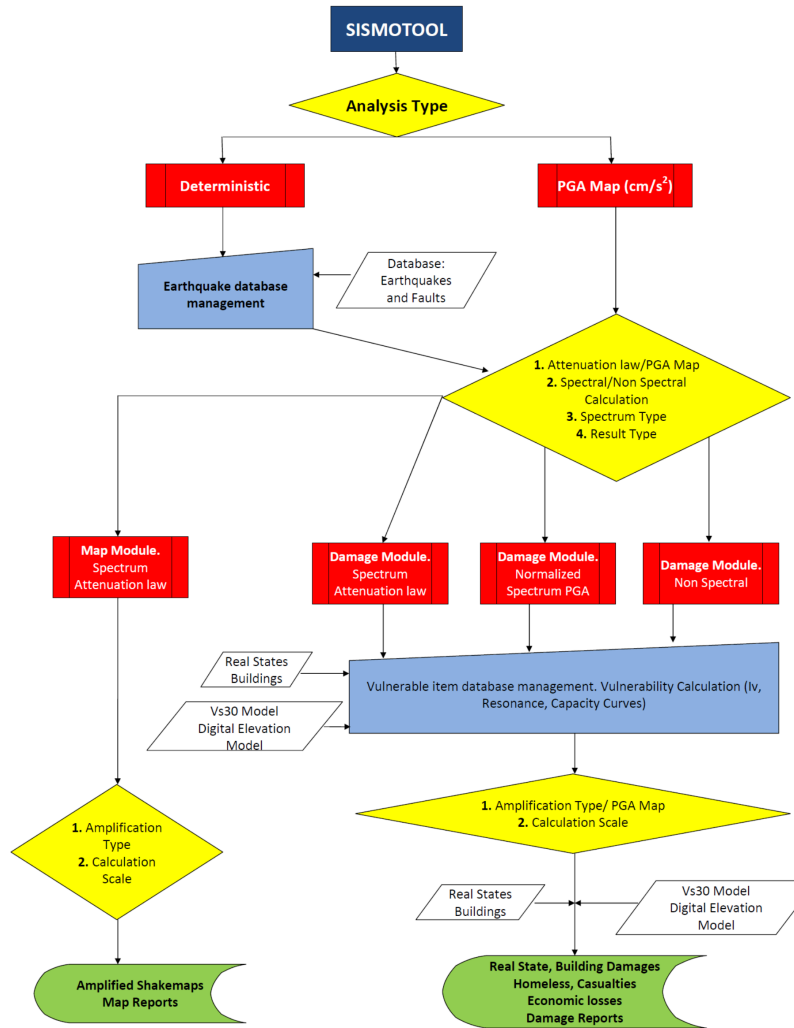 SISMOTOOL
Analysis Type
Deterministic
PGA Map (cm/s²)
Earthquake database
management
Database:
Earthquakes
and Faults
1. Attenuation law/PGA Map
2. Spectral/Non Spectral
Calculation
3. Spectrum Type
4. Result Type
Map Module.
Spectrum
Attenuation law
Damage Module.
Spectrum
Attenuation law
Damage Module.
Normalized
Spectrum PGA
Damage Module.
Non Spectral
Real States
Buildings
Vs30 Model
Digital Elevation
Model
Vulnerable item database management. Vulnerability Calculation (Iv,
Resonance, Capacity Curves)
1. Amplification
Type
2. Calculation
Scale
1. Amplification Type/ PGA Map
2. Calculation Scale
Real States
Buildings
Vs30 Model
Digital Elevation
Model
Amplified Shakemaps
Map Reports
Real State, Building Damages
Homeless, Casualties
Economic losses
Damage Reports